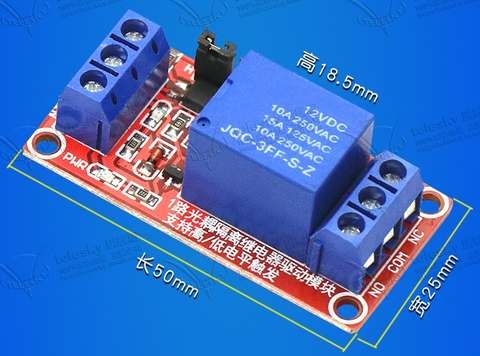 高18.5mm
H
12VDC
10A 250VAC
15A 125VAC
10A 250VAC
JQC-3FF-S-Z
PWR
1路光耦隔离继电器驱动模块
支持高/低电平触发
NO
COM
NC
长50mm
宽25mm
telesky